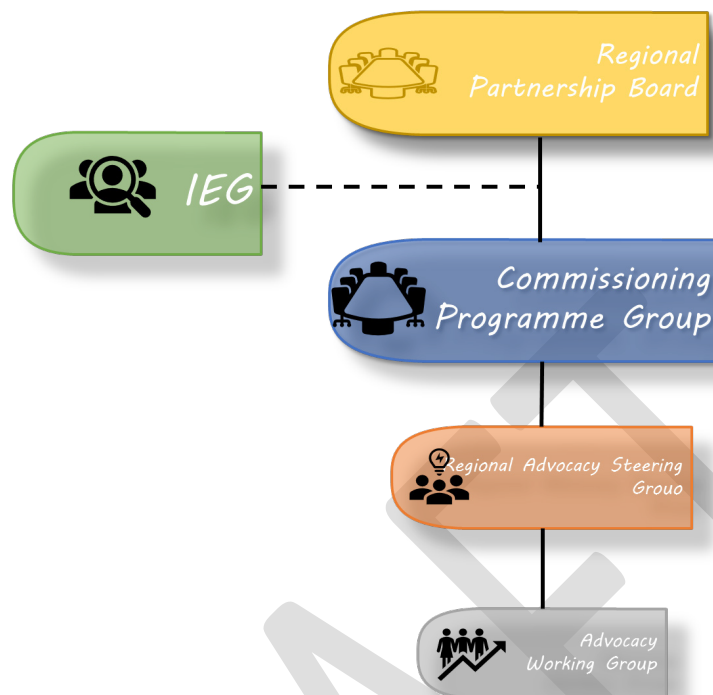 Regional
Partnership Board
IEG
Commissioning
Programme Group
Regional Advocacy Steering
Grouo
Advocacy
Working Group